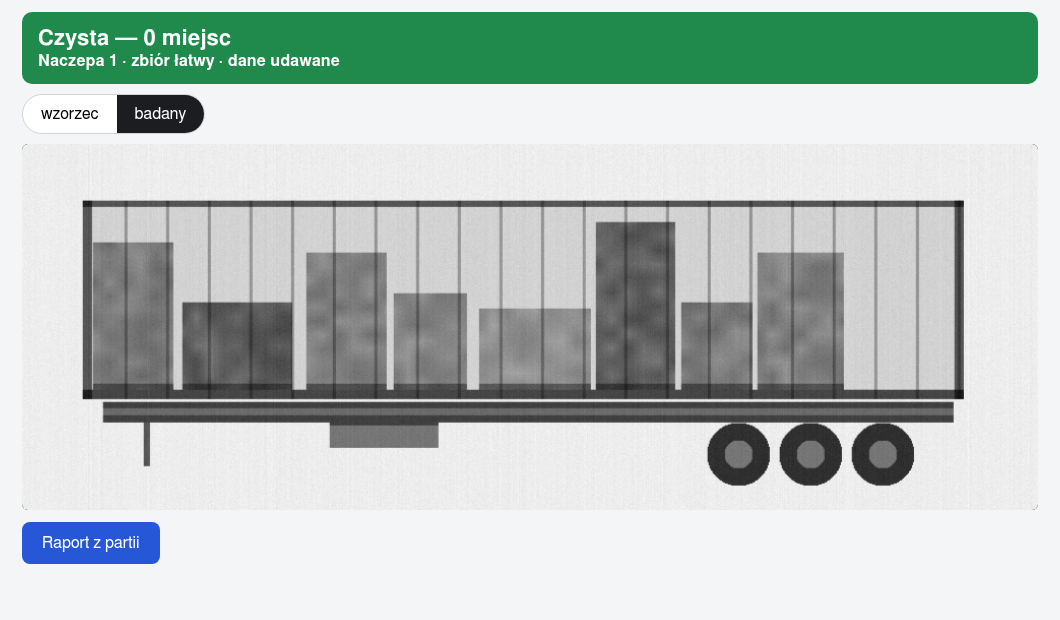 Czysta — 0 miejsc
Naczepa 1 · zbiór łatwy · dane udawane
wzorzec
badany
Raport z partii